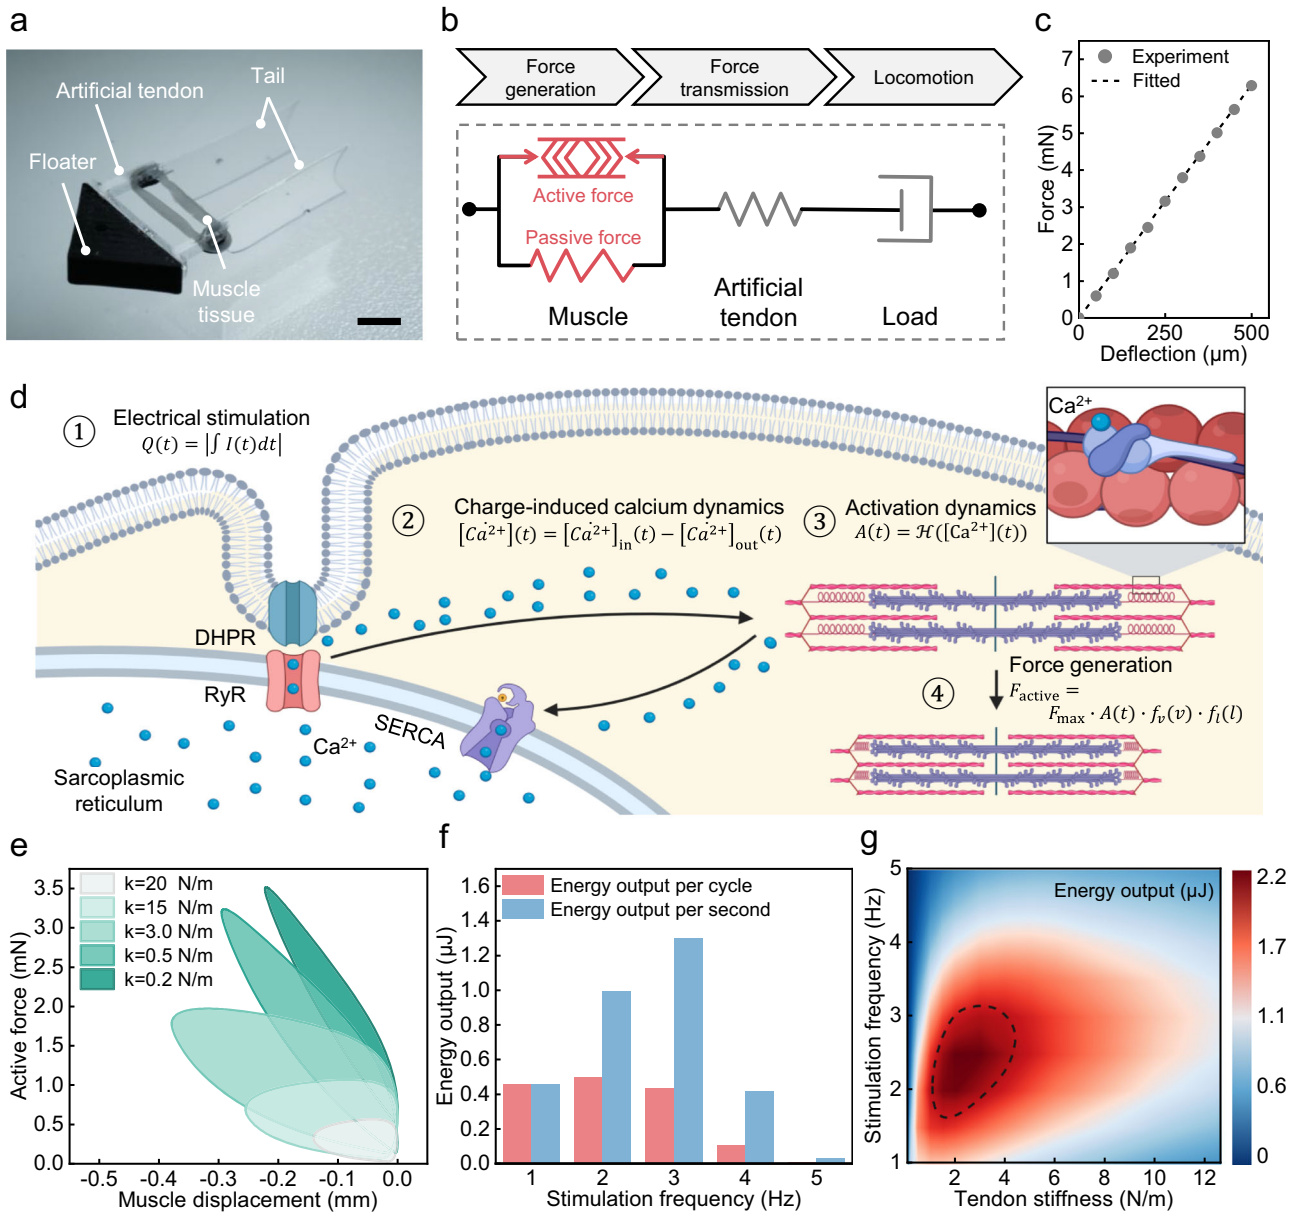 a
Artificial tendon
Tail
Floater
Muscle
tissue
b
Force
generation
Force
transmission
Locomotion
Active force
Passive force
Muscle
Artificial
tendon
Load
c
Experiment
Fitted
Force (mN)
7
6
5
4
3
2
1
0
0
250
500
Deflection (μm)
d
① Electrical stimulation
Q(t) = |∫ I(t)dt|
② Charge-induced calcium dynamics
[Ċa²⁺](t) = [Ċa²⁺]in(t) − [Ċa²⁺]out(t)
③ Activation dynamics
A(t) = ℋ([Ca²⁺](t))
Ca²⁺
DHPR
RyR
SERCA
Ca²⁺
Sarcoplasmic
reticulum
Force generation
④ Factive =
Fmax · A(t) · fv(v) · fl(l)
e
k=20 N/m
k=15 N/m
k=3.0 N/m
k=0.5 N/m
k=0.2 N/m
Active force (mN)
3.5
3.0
2.5
2.0
1.5
1.0
0.5
0.0
-0.5
-0.4
-0.3
-0.2
-0.1
0.0
Muscle displacement (mm)
f
Energy output per cycle
Energy output per second
Energy output (μJ)
1.6
1.4
1.2
1.0
0.8
0.6
0.4
0.2
0.0
1
2
3
4
5
Stimulation frequency (Hz)
g
Energy output (μJ)
Stimulation frequency (Hz)
5
4
3
2
1
2
4
6
8
10
12
Tendon stiffness (N/m)
2.2
1.7
1.1
0.6
0